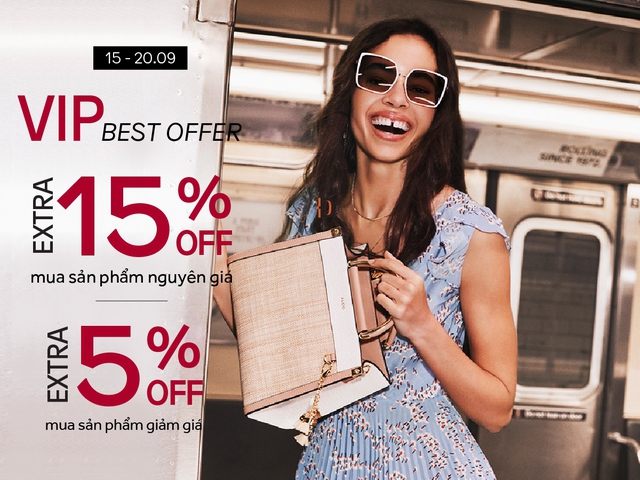 15 - 20.09
VIP BEST OFFER
EXTRA 15% OFF
mua sản phẩm nguyên giá
EXTRA 5% OFF
mua sản phẩm giảm giá